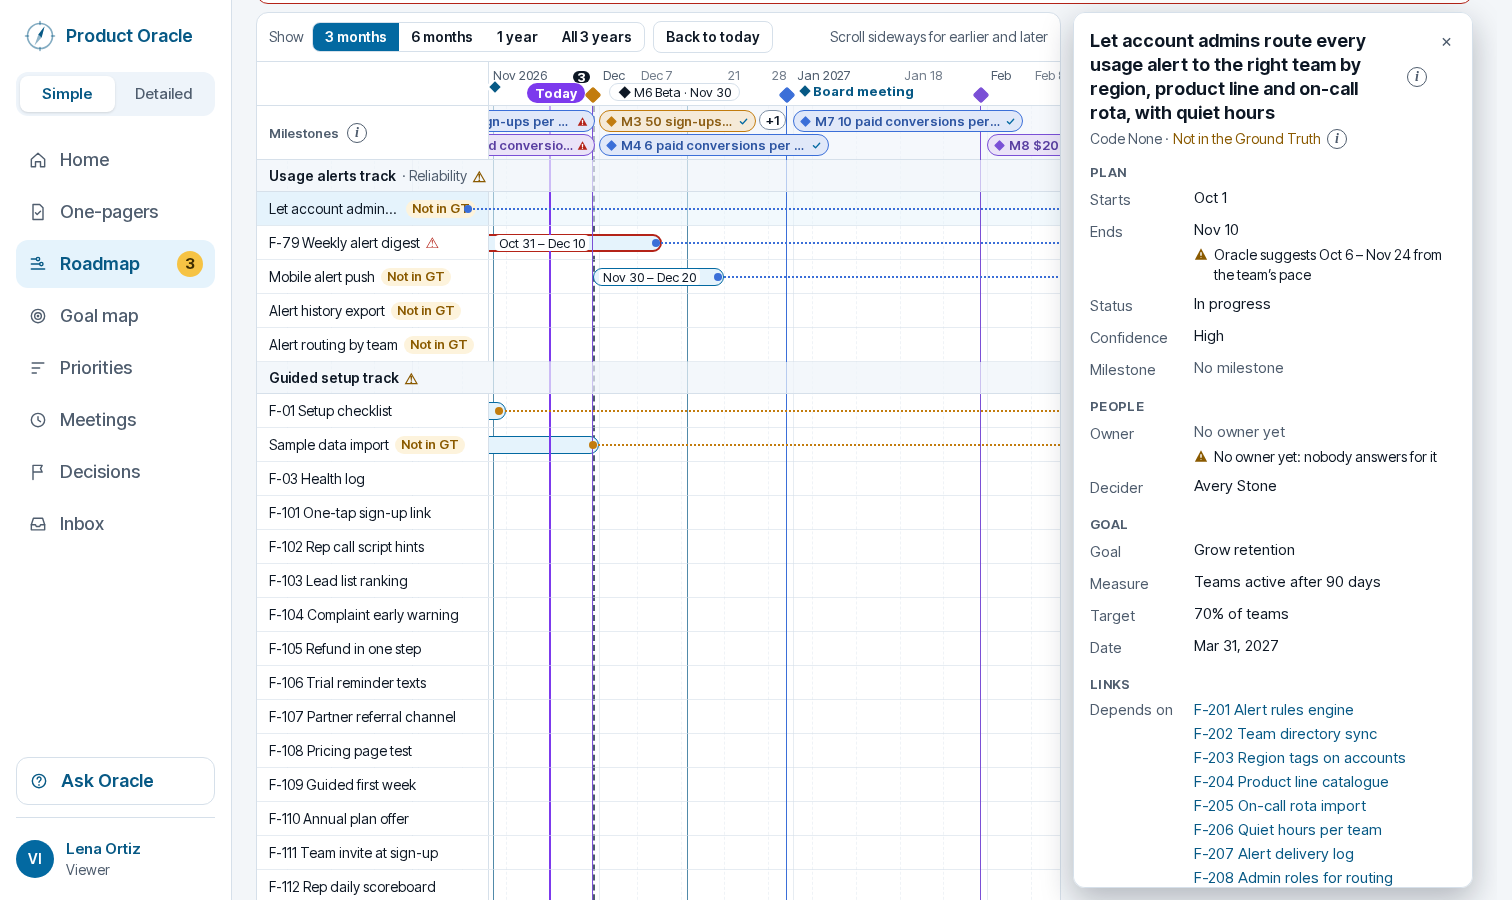 Product Oracle
Simple
Detailed
Home
One-pagers
Roadmap
3
Goal map
Priorities
Meetings
Decisions
Inbox
Ask Oracle
VI
Lena Ortiz
Viewer
Show
3 months
6 months
1 year
All 3 years
Back to today
Scroll sideways for earlier and later
Nov 2026
3
Dec
Dec 7
21
28
Jan 2027
Jan 18
Feb
Feb
Today
M6 Beta · Nov 30
Board meeting
Milestones
i
gn-ups per ...
M3 50 sign-ups...
+1
M7 10 paid conversions per...
d conversio...
M4 6 paid conversions per ...
M8 $20
Usage alerts track · Reliability
Let account admin...
Not in GT
F-79 Weekly alert digest
Oct 31 – Dec 10
Mobile alert push
Not in GT
Nov 30 – Dec 20
Alert history export
Not in GT
Alert routing by team
Not in GT
Guided setup track
F-01 Setup checklist
Sample data import
Not in GT
F-03 Health log
F-101 One-tap sign-up link
F-102 Rep call script hints
F-103 Lead list ranking
F-104 Complaint early warning
F-105 Refund in one step
F-106 Trial reminder texts
F-107 Partner referral channel
F-108 Pricing page test
F-109 Guided first week
F-110 Annual plan offer
F-111 Team invite at sign-up
F-112 Rep daily scoreboard
Let account admins route every
usage alert to the right team by
region, product line and on-call
rota, with quiet hours
i
×
Code None · Not in the Ground Truth
i
PLAN
Starts
Oct 1
Ends
Nov 10
Oracle suggests Oct 6 – Nov 24 from
the team’s pace
Status
In progress
Confidence
High
Milestone
No milestone
PEOPLE
Owner
No owner yet
No owner yet: nobody answers for it
Decider
Avery Stone
GOAL
Goal
Grow retention
Measure
Teams active after 90 days
Target
70% of teams
Date
Mar 31, 2027
LINKS
Depends on
F-201 Alert rules engine
F-202 Team directory sync
F-203 Region tags on accounts
F-204 Product line catalogue
F-205 On-call rota import
F-206 Quiet hours per team
F-207 Alert delivery log
F-208 Admin roles for routing